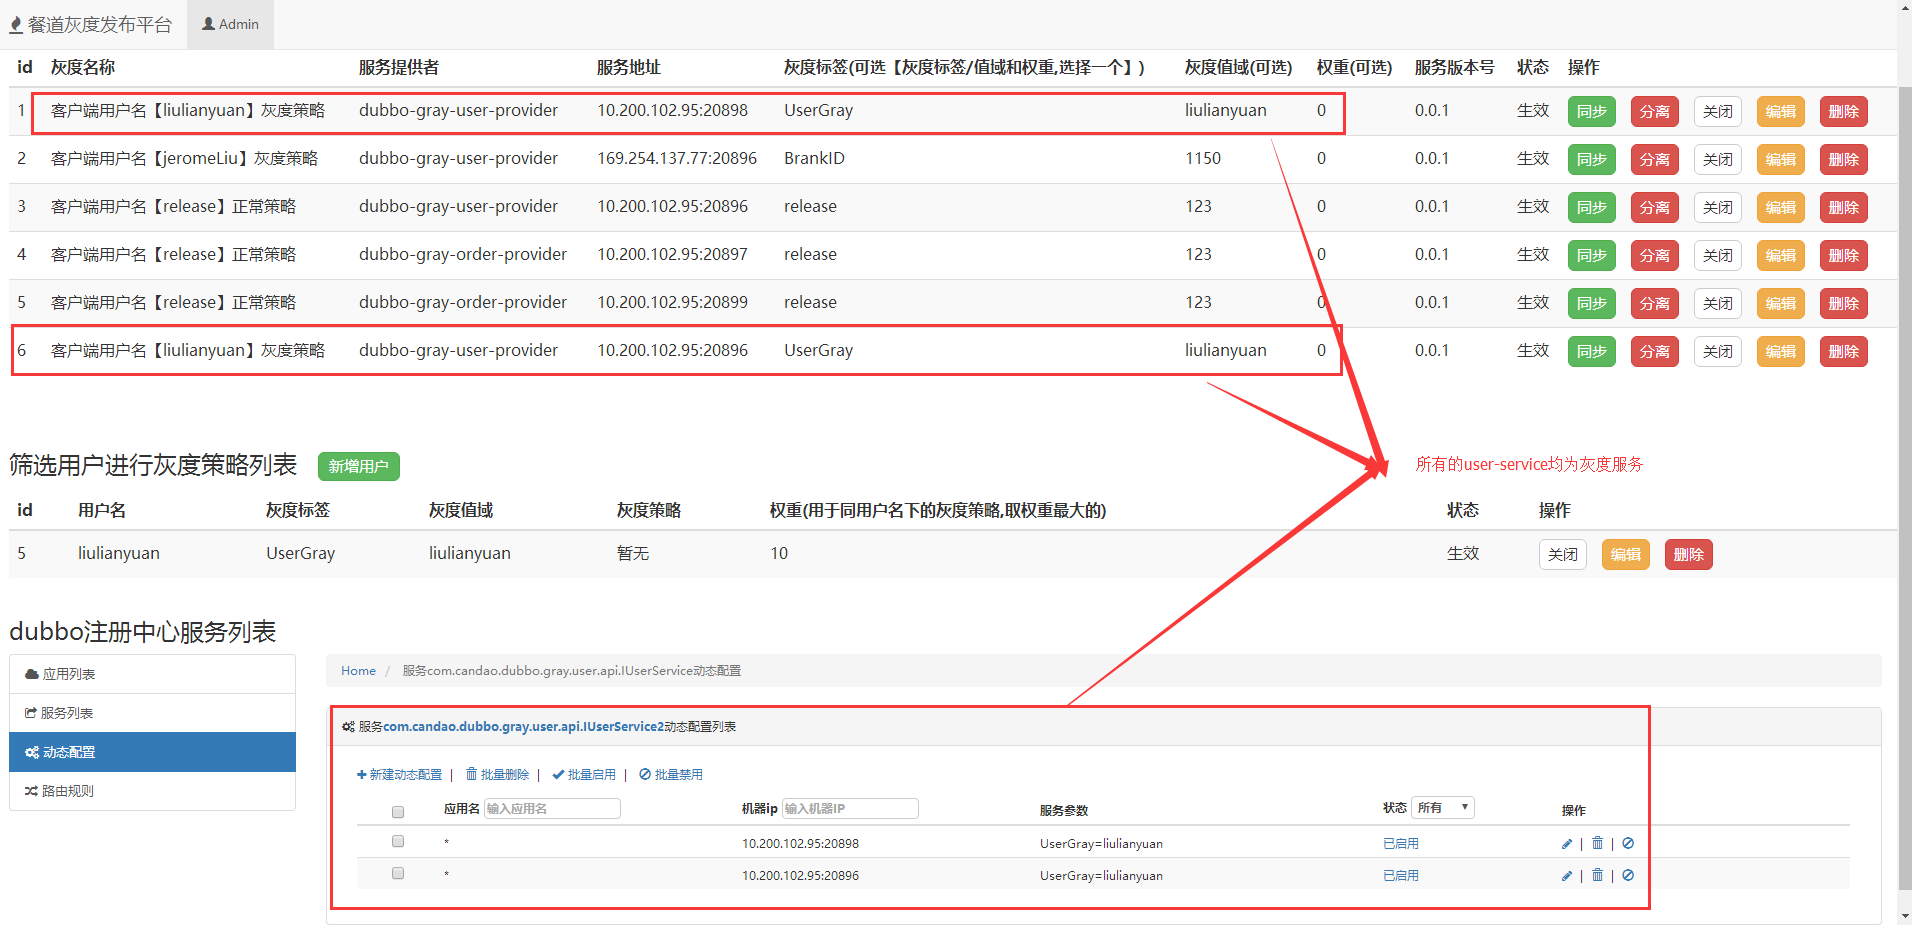 餐道灰度发布平台 Admin
id 灰度名称 服务提供者 服务地址 灰度标签(可选【灰度标签/值域和权重,选择一个】) 灰度值域(可选) 权重(可选) 服务版本号 状态 操作
1 客户端用户名【liulianyuan】灰度策略 dubbo-gray-user-provider 10.200.102.95:20898 UserGray liulianyuan 0 0.0.1 生效 同步 分离 关闭 编辑 删除
2 客户端用户名【jeromeLiu】灰度策略 dubbo-gray-user-provider 169.254.137.77:20896 BrankID 1150 0 0.0.1 生效 同步 分离 关闭 编辑 删除
3 客户端用户名【release】正常策略 dubbo-gray-user-provider 10.200.102.95:20896 release 123 0 0.0.1 生效 同步 分离 关闭 编辑 删除
4 客户端用户名【release】正常策略 dubbo-gray-order-provider 10.200.102.95:20897 release 123 0 0.0.1 生效 同步 分离 关闭 编辑 删除
5 客户端用户名【release】正常策略 dubbo-gray-order-provider 10.200.102.95:20899 release 123 0 0.0.1 生效 同步 分离 关闭 编辑 删除
6 客户端用户名【liulianyuan】灰度策略 dubbo-gray-user-provider 10.200.102.95:20896 UserGray liulianyuan 0 0.0.1 生效 同步 分离 关闭 编辑 删除
筛选用户进行灰度策略列表 新增用户
所有的user-service均为灰度服务
id 用户名 灰度标签 灰度值域 灰度策略 权重(用于同用户名下的灰度策略,取权重最大的) 状态 操作
5 liulianyuan UserGray liulianyuan 暂无 10 生效 关闭 编辑 删除
dubbo注册中心服务列表
应用列表
服务列表
动态配置
路由规则
Home / 服务com.candao.dubbo.gray.user.api.IUserService动态配置
服务com.candao.dubbo.gray.user.api.IUserService2动态配置列表
新建动态配置 | 批量删除 | 批量启用 | 批量禁用
应用名 输入应用名 机器ip 输入机器IP 服务参数 状态 所有 操作
* 10.200.102.95:20898 UserGray=liulianyuan 已启用 | |
* 10.200.102.95:20896 UserGray=liulianyuan 已启用 | |